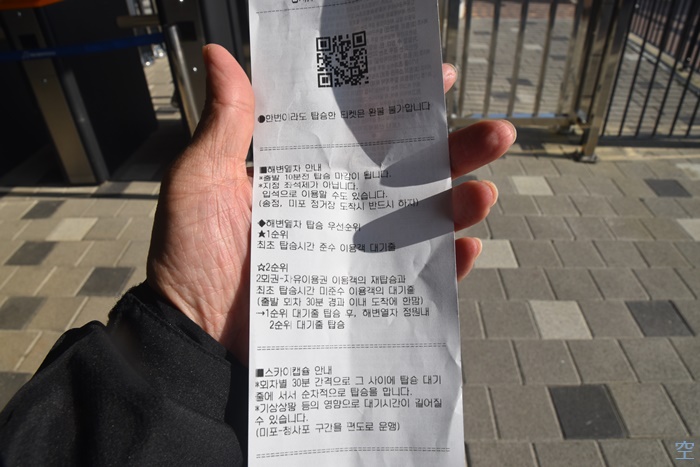 ●한번이라도 탑승한 티켓은 환불 불가합니다
■해변열차 안내
*출발 10분전 탑승 마감이 됩니다.
*지정 좌석제가 아닙니다.
입석으로 이용할 수도 있습니다.
(송정, 미포 정거장 도착시 반드시 하차)
◆해변열차 탑승 우선순위
★1순위
최초 탑승시간 준수 이용객 대기줄
☆2순위
2회권·자유이용권 이용객의 재탑승과
최초 탑승시간 미준수 이용객의 대기줄
(출발 회차 30분 경과 이내 도착에 한함)
→1순위 대기줄 탑승 후, 해변열차 정원내
2순위 대기줄 탑승
■스카이캡슐 안내
*회차별 30분 간격으로 그 사이에 탑승 대기
줄에 서서 순차적으로 탑승을 합니다.
*기상상황 등의 영향으로 대기시간이 길어질
수 있습니다.
(미포-청사포 구간을 편도로 운행)
空